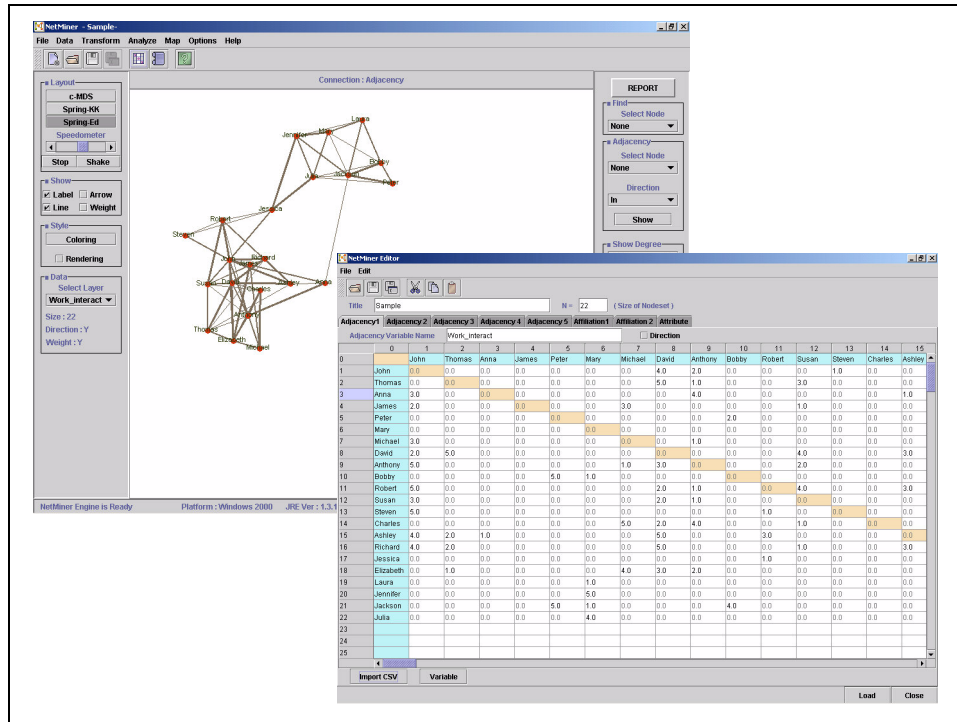 NetMiner - Sample-
File Data Transform Analyze Map Options Help
Connection : Adjacency
Layout
c-MDS
Spring-KK
Spring-Ed
Speedometer
Stop Shake
Show
Label Arrow
Line Weight
Style
Coloring
Rendering
Data
Select Layer
Work_interact
Size : 22
Direction : Y
Weight : Y
Laura
Mary
Jennifer
Bobby
Julia
Jackson
Peter
Jessica
Robert
Steven
John
Richard
James
Susan
David
Ashley
Anna
Charles
Anthony
Thomas
Elizabeth
Michael
REPORT
Find
Select Node
None
Adjacency
Select Node
None
Direction
In
Show
Show Degree
NetMiner Engine is Ready Platform : Windows 2000 JRE Ver : 1.3.1
NetMiner Editor
File Edit
Title Sample N = 22 ( Size of Nodeset )
Adjacency1 Adjacency 2 Adjacency 3 Adjacency 4 Adjacency 5 Affiliation1 Affiliation 2 Attribute
Adjacency Variable Name Work_interact Direction
0 1 2 3 4 5 6 7 8 9 10 11 12 13 14 15
0 John Thomas Anna James Peter Mary Michael David Anthony Bobby Robert Susan Steven Charles Ashley
1 John 0.0 0.0 0.0 0.0 0.0 0.0 0.0 4.0 2.0 0.0 0.0 0.0 1.0 0.0 0.0
2 Thomas 0.0 0.0 0.0 0.0 0.0 0.0 0.0 5.0 1.0 0.0 0.0 3.0 0.0 0.0 0.0
3 Anna 3.0 0.0 0.0 0.0 0.0 0.0 0.0 0.0 4.0 0.0 0.0 0.0 0.0 0.0 1.0
4 James 2.0 0.0 0.0 0.0 0.0 0.0 3.0 0.0 0.0 0.0 0.0 1.0 0.0 0.0 0.0
5 Peter 0.0 0.0 0.0 0.0 0.0 0.0 0.0 0.0 0.0 2.0 0.0 0.0 0.0 0.0 0.0
6 Mary 0.0 0.0 0.0 0.0 0.0 0.0 0.0 0.0 0.0 0.0 0.0 0.0 0.0 0.0 0.0
7 Michael 3.0 0.0 0.0 0.0 0.0 0.0 0.0 0.0 1.0 0.0 0.0 0.0 0.0 0.0 0.0
8 David 2.0 5.0 0.0 0.0 0.0 0.0 0.0 0.0 0.0 0.0 0.0 4.0 0.0 0.0 3.0
9 Anthony 5.0 0.0 0.0 0.0 0.0 0.0 1.0 3.0 0.0 0.0 0.0 2.0 0.0 0.0 0.0
10 Bobby 0.0 0.0 0.0 0.0 5.0 1.0 0.0 0.0 0.0 0.0 0.0 0.0 0.0 0.0 0.0
11 Robert 5.0 0.0 0.0 0.0 0.0 0.0 0.0 2.0 1.0 0.0 0.0 4.0 0.0 0.0 3.0
12 Susan 3.0 0.0 0.0 0.0 0.0 0.0 0.0 2.0 1.0 0.0 0.0 0.0 0.0 0.0 0.0
13 Steven 5.0 0.0 0.0 0.0 0.0 0.0 0.0 0.0 0.0 0.0 1.0 0.0 0.0 0.0 0.0
14 Charles 0.0 0.0 0.0 0.0 0.0 0.0 5.0 2.0 4.0 0.0 0.0 1.0 0.0 0.0 0.0
15 Ashley 4.0 2.0 1.0 0.0 0.0 0.0 0.0 5.0 0.0 0.0 3.0 0.0 0.0 0.0 0.0
16 Richard 4.0 2.0 0.0 0.0 0.0 0.0 0.0 5.0 0.0 0.0 0.0 1.0 0.0 0.0 3.0
17 Jessica 0.0 0.0 0.0 0.0 0.0 0.0 0.0 0.0 0.0 0.0 1.0 0.0 0.0 0.0 0.0
18 Elizabeth 0.0 1.0 0.0 0.0 0.0 0.0 4.0 3.0 2.0 0.0 0.0 0.0 0.0 0.0 0.0
19 Laura 0.0 0.0 0.0 0.0 0.0 1.0 0.0 0.0 0.0 0.0 0.0 0.0 0.0 0.0 0.0
20 Jennifer 0.0 0.0 0.0 0.0 0.0 5.0 0.0 0.0 0.0 0.0 0.0 0.0 0.0 0.0 0.0
21 Jackson 0.0 0.0 0.0 0.0 5.0 1.0 0.0 0.0 0.0 4.0 0.0 0.0 0.0 0.0 0.0
22 Julia 0.0 0.0 0.0 0.0 0.0 4.0 0.0 0.0 0.0 0.0 0.0 0.0 0.0 0.0 0.0
23
24
25
Import CSV Variable
Load Close